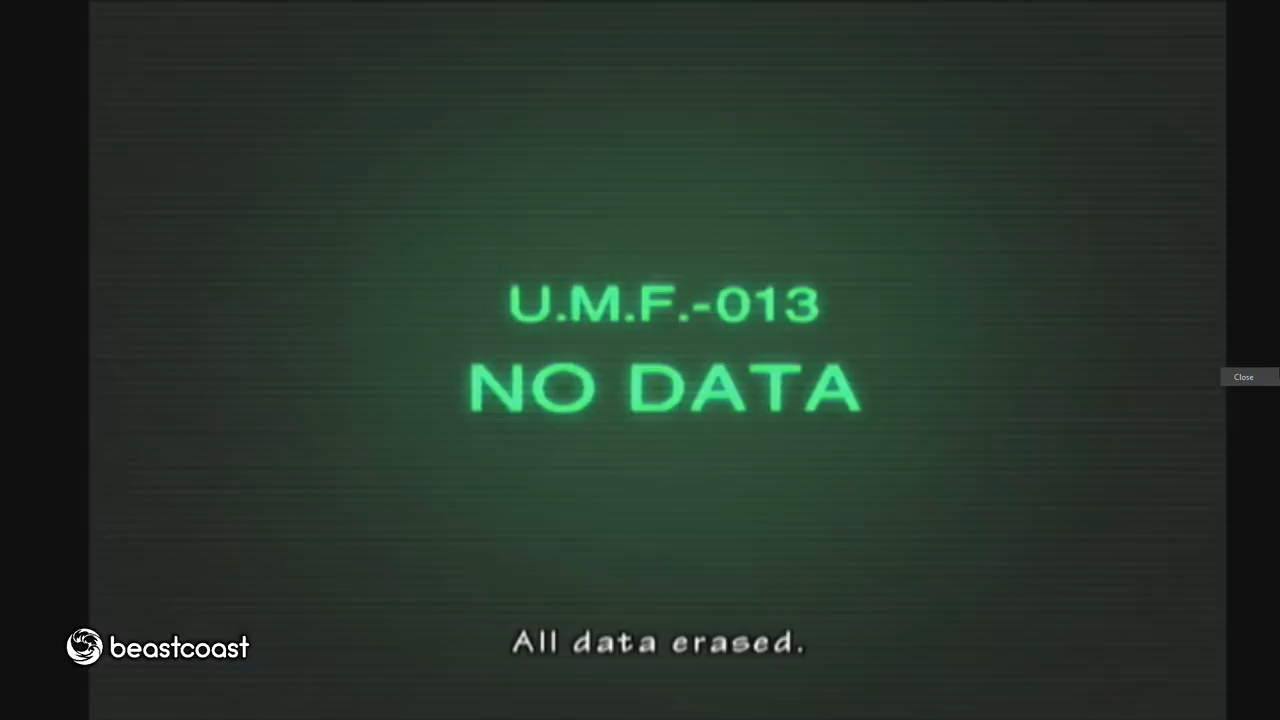 U.M.F.-013
NO DATA
Close
All data erased.
beastcoast